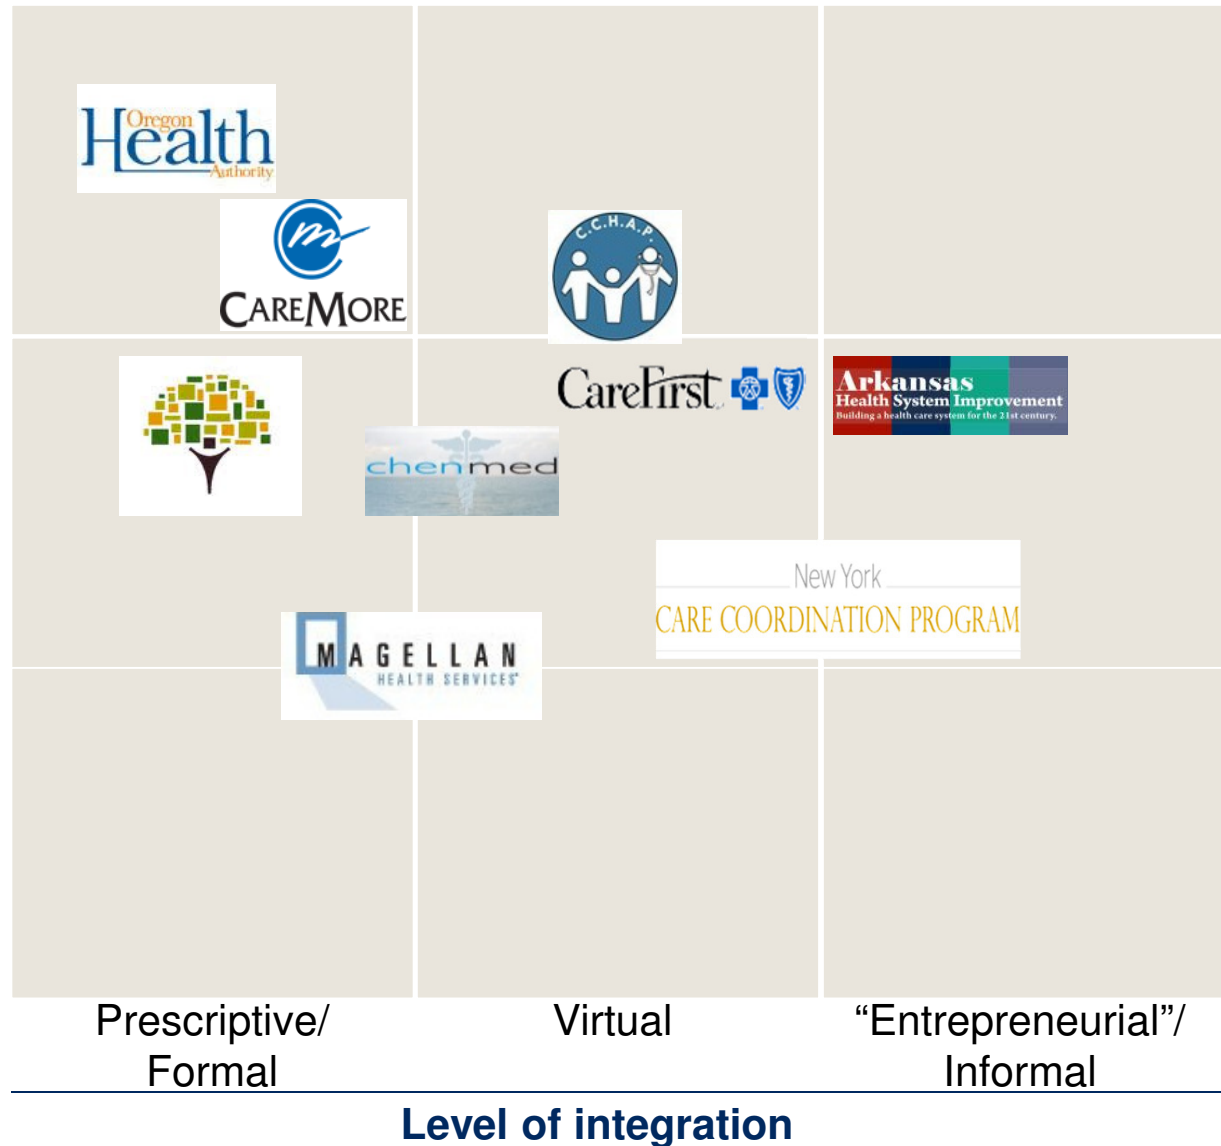 Oregon
Health
Authority
CAREMORE
C.C.H.A.P.
CareFirst
Arkansas
Health System Improvement
Building a health care system for the 21st century.
chenmed
New York
CARE COORDINATION PROGRAM
MAGELLAN
HEALTH SERVICES
Prescriptive/
Formal
Virtual
“Entrepreneurial”/
Informal
Level of integration